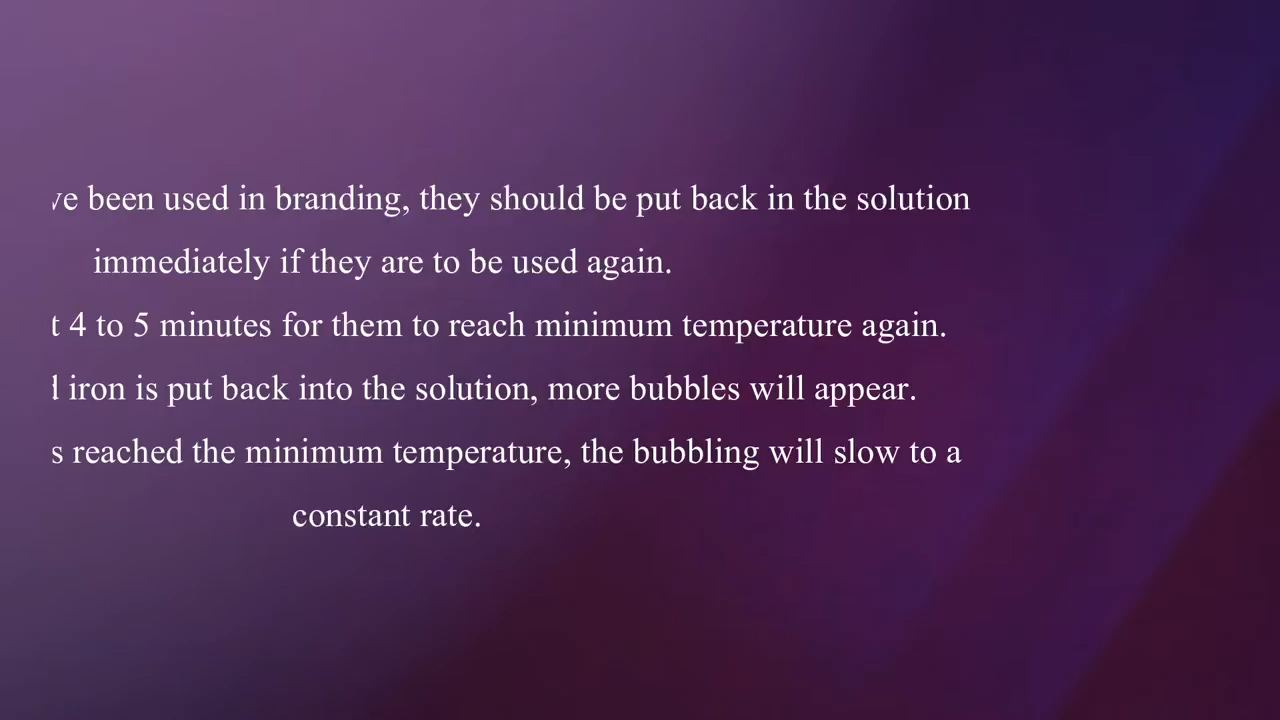 been used in branding, they should be put back in the solution
immediately if they are to be used again.
4 to 5 minutes for them to reach minimum temperature again.
iron is put back into the solution, more bubbles will appear.
reached the minimum temperature, the bubbling will slow to a
constant rate.